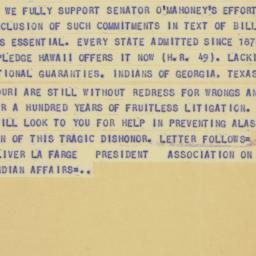 WE FULLY SUPPORT SENATOR O'MAHONEY'S EFFORT
CLUSION OF SUCH COMMITMENTS IN TEXT OF BILL
S ESSENTIAL. EVERY STATE ADMITTED SINCE 187
PLEDGE HAWAII OFFERS IT NOW (H.R. 49). LACKI
TIONAL GUARANTIES. INDIANS OF GEORGIA, TEXAS
OURI ARE STILL WITHOUT REDRESS FOR WRONGS AN
R A HUNDRED YEARS OF FRUITLESS LITIGATION.
ILL LOOK TO YOU FOR HELP IN PREVENTING ALAS
N OF THIS TRAGIC DISHONOR. LETTER FOLLOWS=
IVER LA FARGE PRESIDENT ASSOCIATION ON
NDIAN AFFAIRS=..